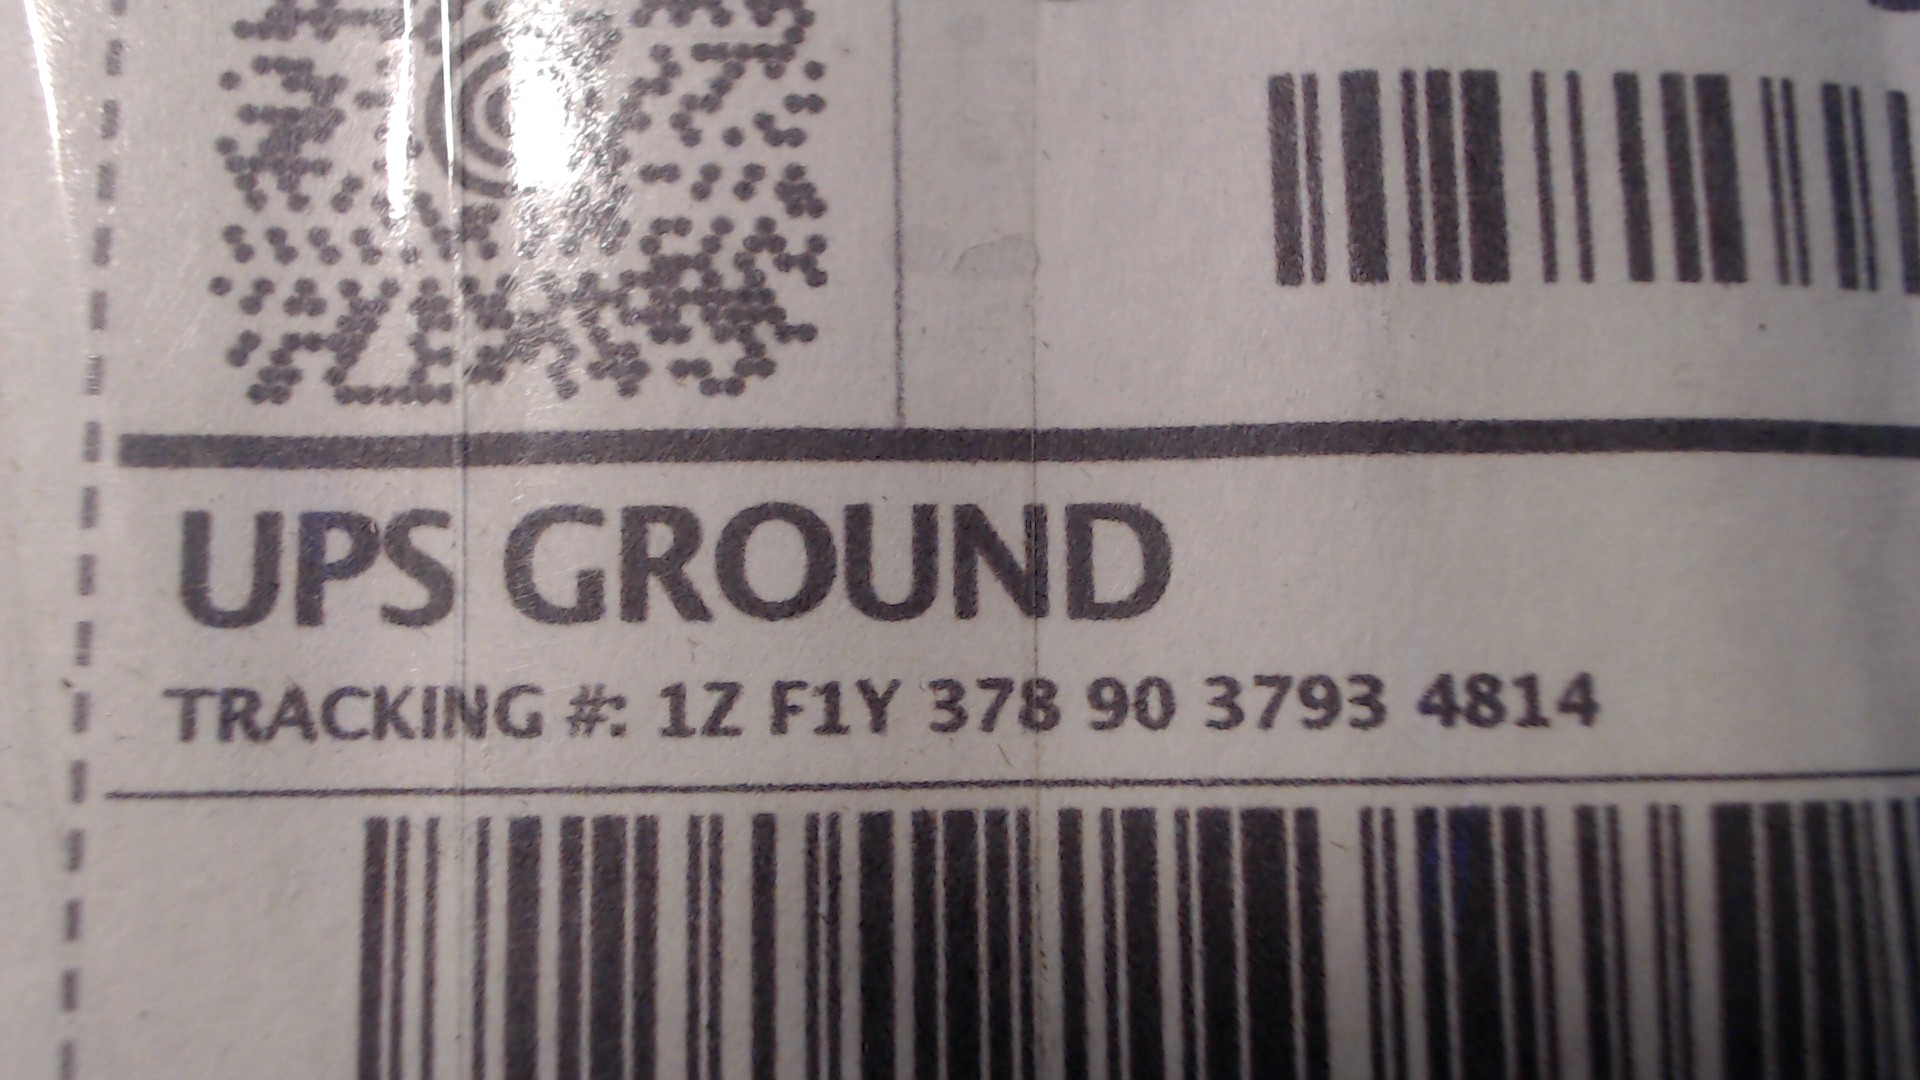 UPS GROUND
TRACKING #: 1Z F1Y 378 90 3793 4814